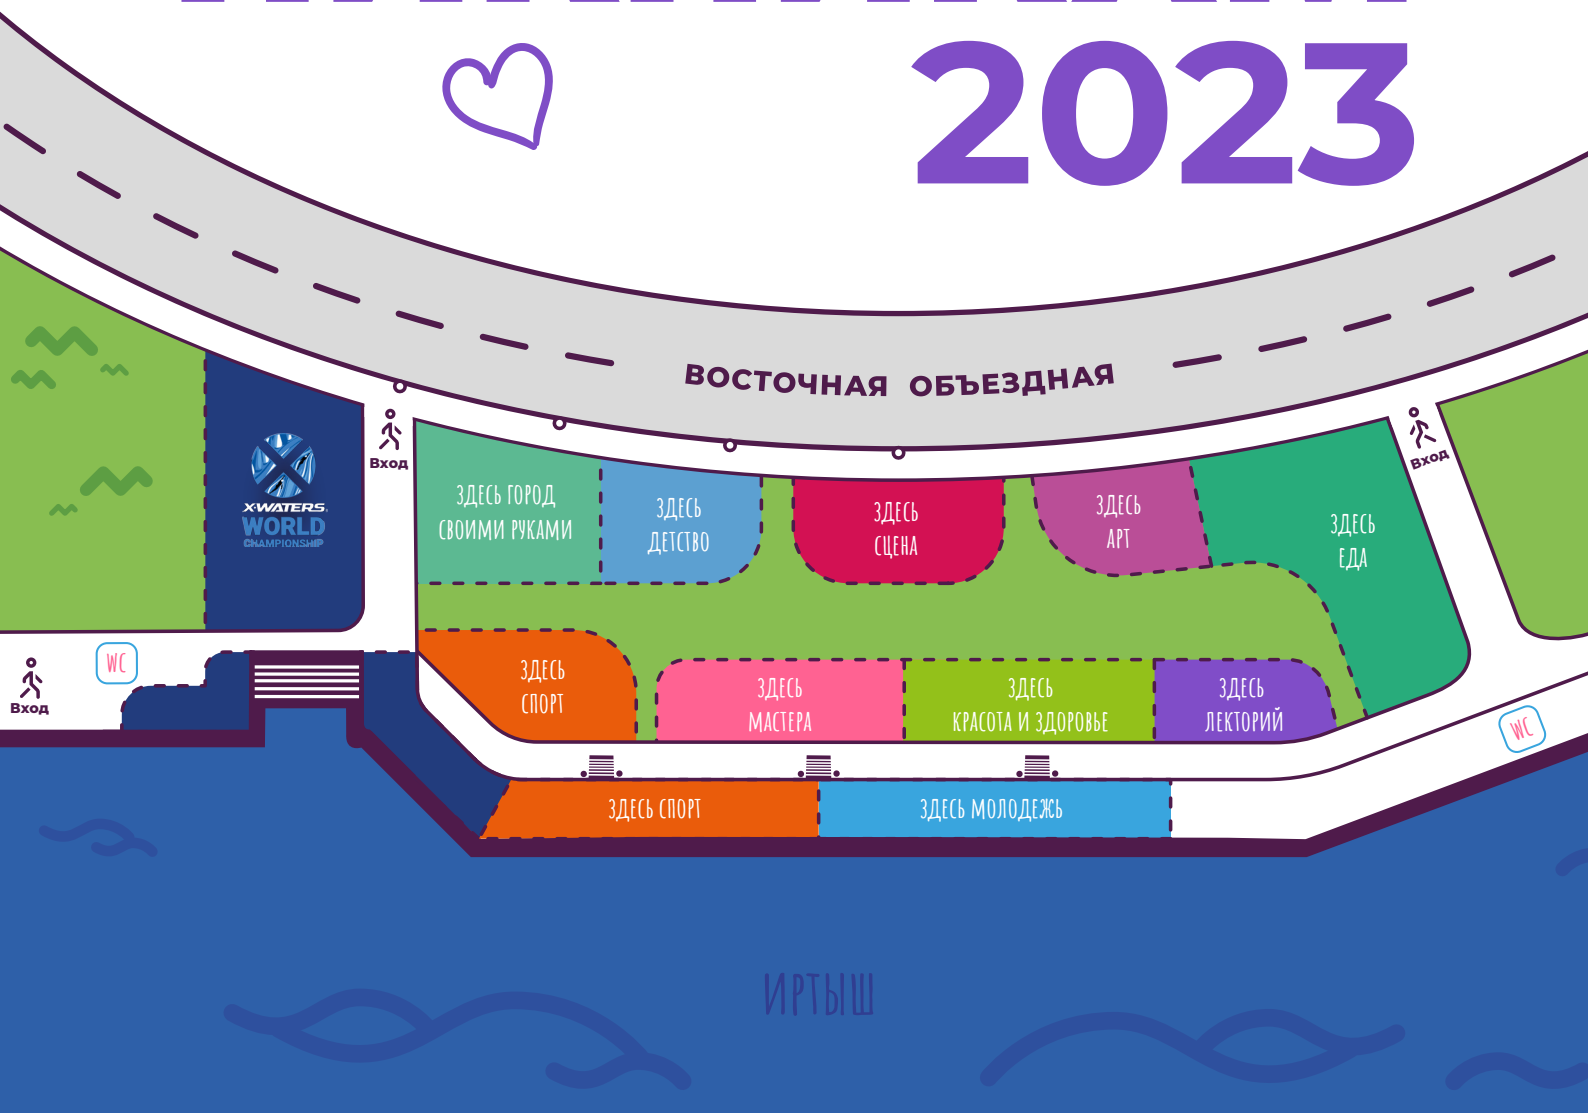 2023
ВОСТОЧНАЯ ОБЪЕЗДНАЯ
Вход
Вход
X-WATERS
WORLD
CHAMPIONSHIP
ЗДЕСЬ ГОРОД
СВОИМИ РУКАМИ
ЗДЕСЬ
ДЕТСТВО
ЗДЕСЬ
СЦЕНА
ЗДЕСЬ
АРТ
ЗДЕСЬ
ЕДА
WC
Вход
ЗДЕСЬ
СПОРТ
ЗДЕСЬ
МАСТЕРА
ЗДЕСЬ
КРАСОТА И ЗДОРОВЬЕ
ЗДЕСЬ
ЛЕКТОРИЙ
WC
ЗДЕСЬ СПОРТ
ЗДЕСЬ МОЛОДЕЖЬ
ИРТЫШ